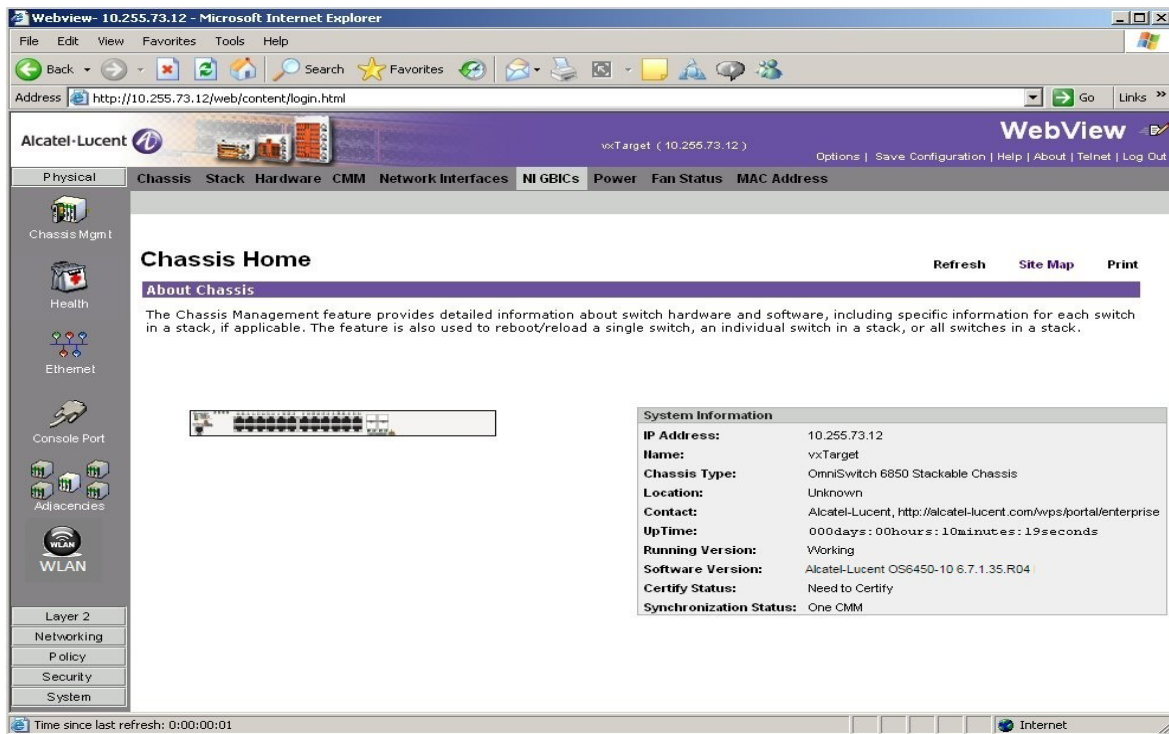 Webview- 10.255.73.12 - Microsoft Internet Explorer
File Edit View Favorites Tools Help
Back Search Favorites
Address http://10.255.73.12/web/content/login.html Go Links »
Alcatel·Lucent
vxTarget ( 10.255.73.12 )
WebView
Options | Save Configuration | Help | About | Telnet | Log Out
Physical Chassis Stack Hardware CMM Network Interfaces NI GBICs Power Fan Status MAC Address
Chassis Mgmt
Health
Ethernet
Console Port
Adjacencies
WLAN
WLAN
Layer 2
Networking
Policy
Security
System
Chassis Home
Refresh Site Map Print
About Chassis
The Chassis Management feature provides detailed information about switch hardware and software, including specific information for each switch
in a stack, if applicable. The feature is also used to reboot/reload a single switch, an individual switch in a stack, or all switches in a stack.
System Information
IP Address: 10.255.73.12
Name: vxTarget
Chassis Type: OmniSwitch 6850 Stackable Chassis
Location: Unknown
Contact: Alcatel-Lucent, http://alcatel-lucent.com/wps/portal/enterprise
UpTime: 000days:00hours:10minutes:19seconds
Running Version: Working
Software Version: Alcatel-Lucent OS6450-10 6.7.1.35.R04
Certify Status: Need to Certify
Synchronization Status: One CMM
Time since last refresh: 0:00:00:01
Internet